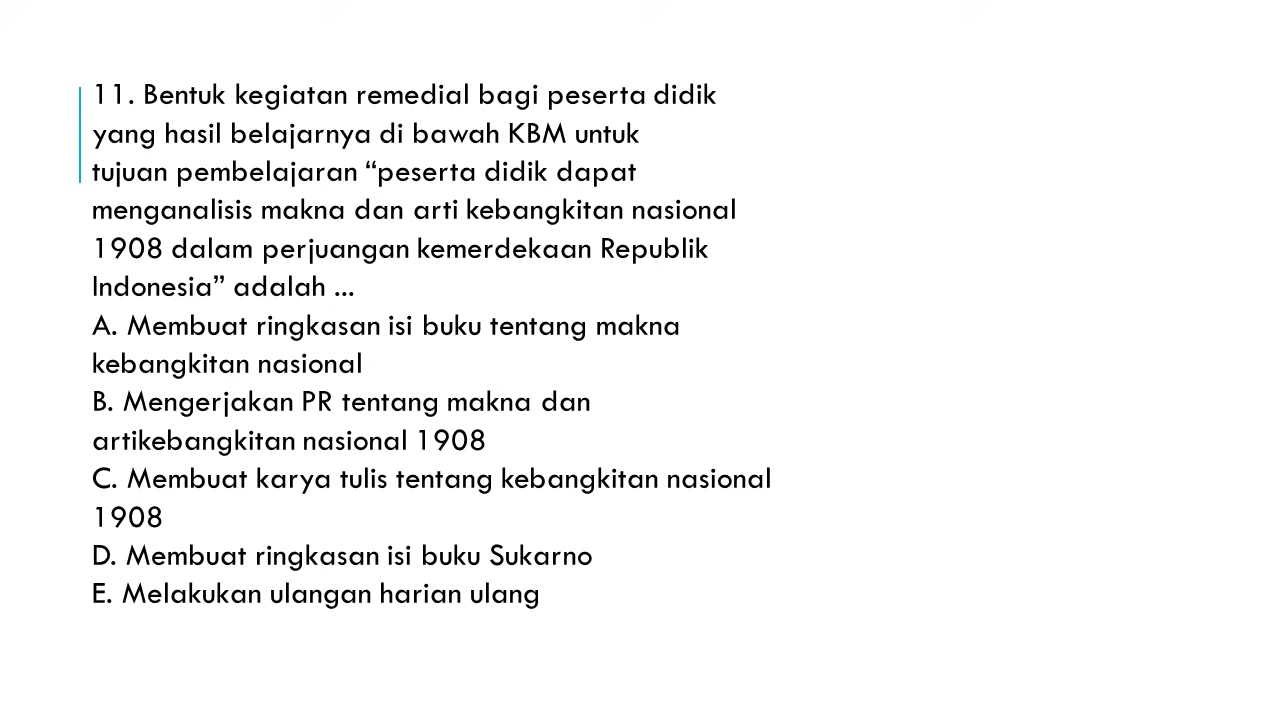 11. Bentuk kegiatan remedial bagi peserta didik
yang hasil belajarnya di bawah KBM untuk
tujuan pembelajaran “peserta didik dapat
menganalisis makna dan arti kebangkitan nasional
1908 dalam perjuangan kemerdekaan Republik
Indonesia” adalah ...
A. Membuat ringkasan isi buku tentang makna
kebangkitan nasional
B. Mengerjakan PR tentang makna dan
artikebangkitan nasional 1908
C. Membuat karya tulis tentang kebangkitan nasional
1908
D. Membuat ringkasan isi buku Sukarno
E. Melakukan ulangan harian ulang